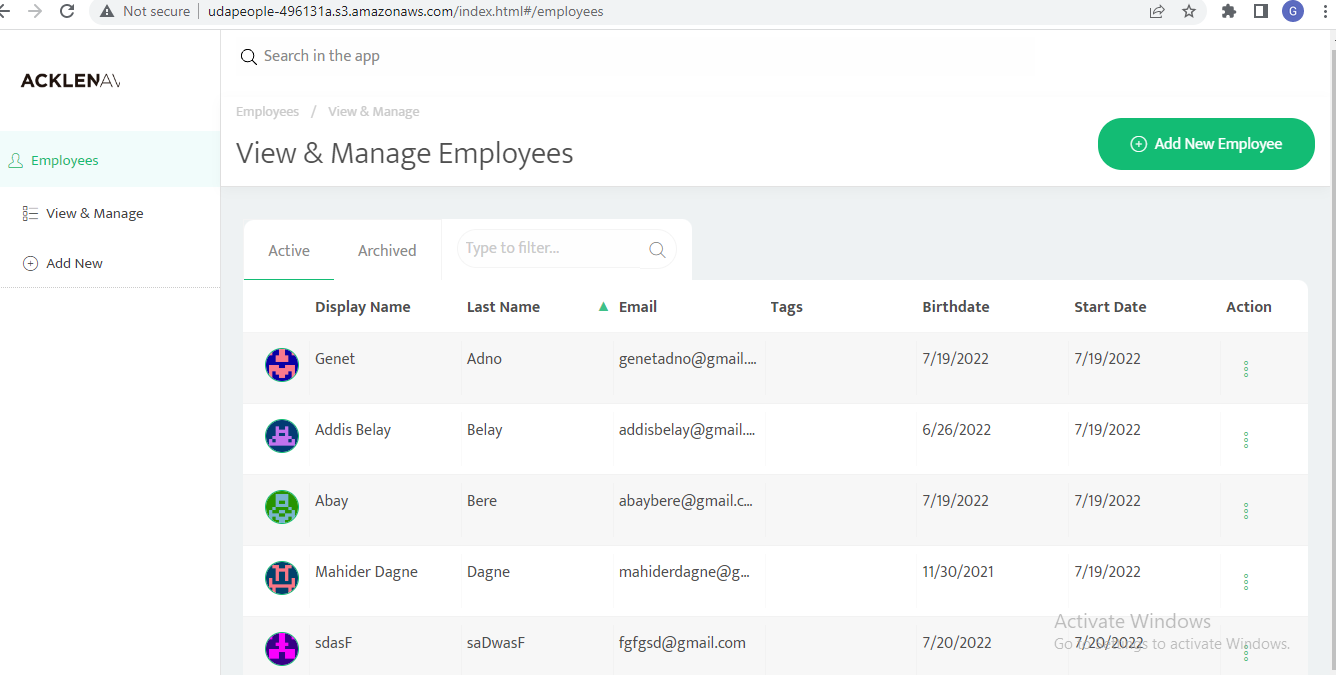 Not secure | udapeople-496131a.s3.amazonaws.com/index.html#/employees
G
ACKLENAV
Search in the app
Employees / View & Manage
View & Manage Employees
Add New Employee
Employees
View & Manage
Add New
Active Archived Type to filter...
Display Name Last Name ▲ Email Tags Birthdate Start Date Action
Genet Adno genetadno@gmail.... 7/19/2022 7/19/2022
Addis Belay Belay addisbelay@gmail.... 6/26/2022 7/19/2022
Abay Bere abaybere@gmail.c... 7/19/2022 7/19/2022
Mahider Dagne Dagne mahiderdagne@g... 11/30/2021 7/19/2022
sdasF saDwasF fgfgsd@gmail.com 7/20/2022 7/20/2022
Activate Windows
Go to Settings to activate Windows.